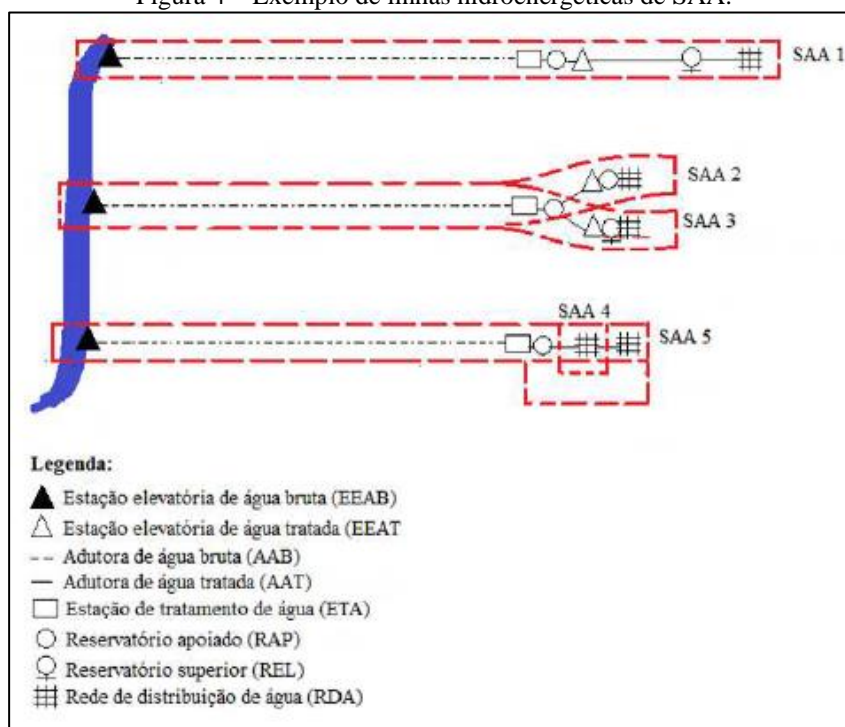 Figura 4 – Exemplo de linhas hidroenergéticas de SAA.
SAA 1
SAA 2
SAA 3
SAA 4
SAA 5
Legenda:
Estação elevatória de água bruta (EEAB)
Estação elevatória de água tratada (EEAT
Adutora de água bruta (AAB)
Adutora de água tratada (AAT)
Estação de tratamento de água (ETA)
Reservatório apoiado (RAP)
Reservatório superior (REL)
Rede de distribuição de água (RDA)